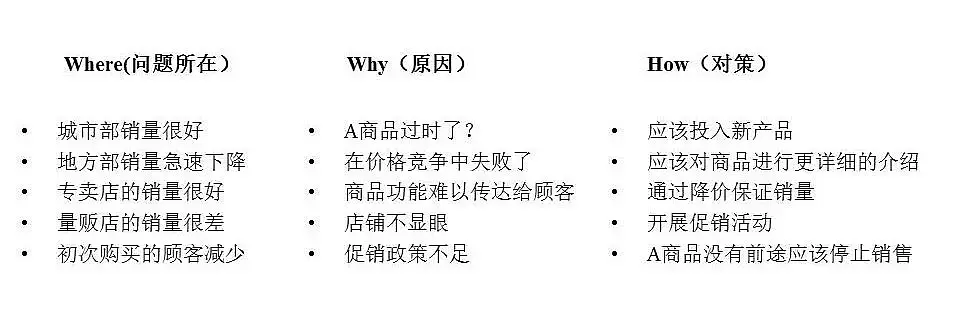 Where(问题所在）
城市部销量很好
地方部销量急速下降
专卖店的销量很好
量贩店的销量很差
初次购买的顾客减少
Why（原因）
A商品过时了？
在价格竞争中失败了
商品功能难以传达给顾客
店铺不显眼
促销政策不足
How（对策）
应该投入新产品
应该对商品进行更详细的介绍
通过降价保证销量
开展促销活动
A商品没有前途应该停止销售